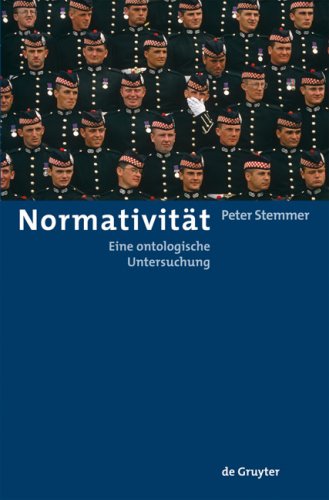 Normativität Peter Stemmer
Eine ontologische
Untersuchung
de Gruyter